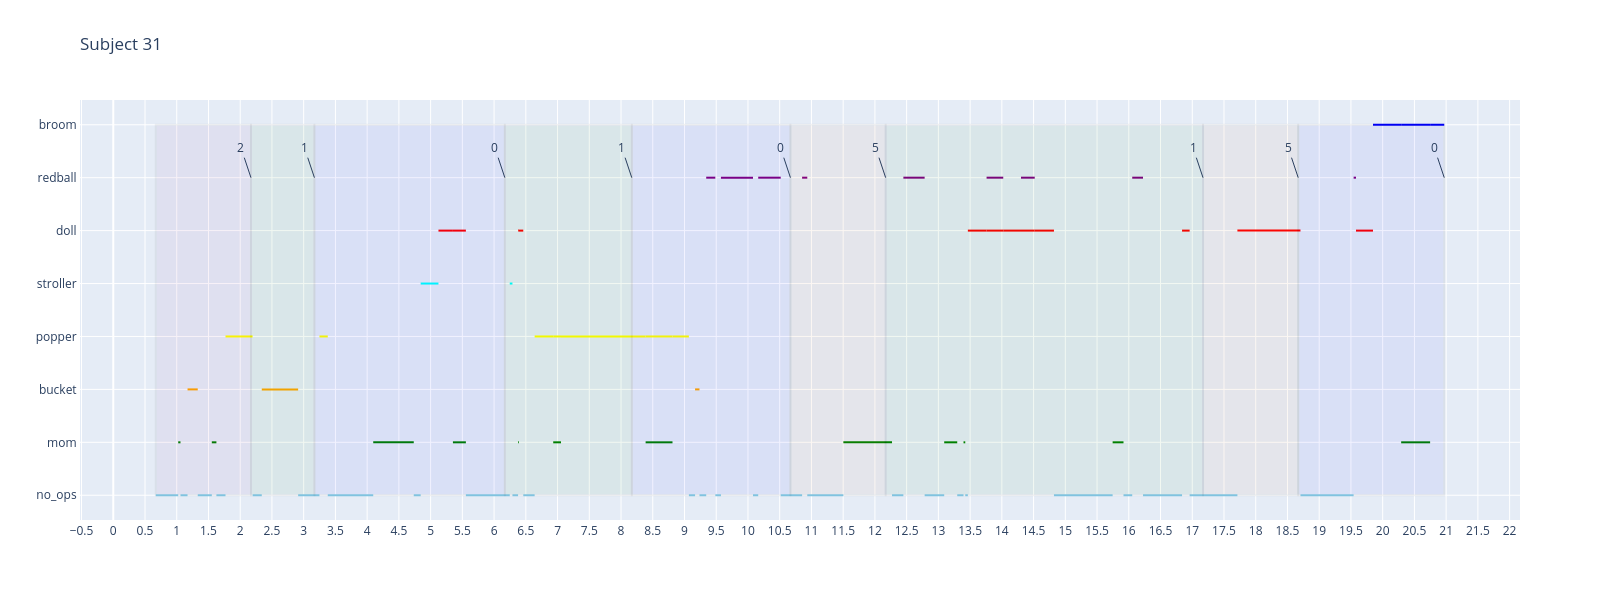 Subject 31
broom
2 1 0 1 0 5 1 5 0
redball
doll
stroller
popper
bucket
mom
no_ops
−0.5 0 0.5 1 1.5 2 2.5 3 3.5 4 4.5 5 5.5 6 6.5 7 7.5 8 8.5 9 9.5 10 10.5 11 11.5 12 12.5 13 13.5 14 14.5 15 15.5 16 16.5 17 17.5 18 18.5 19 19.5 20 20.5 21 21.5 22